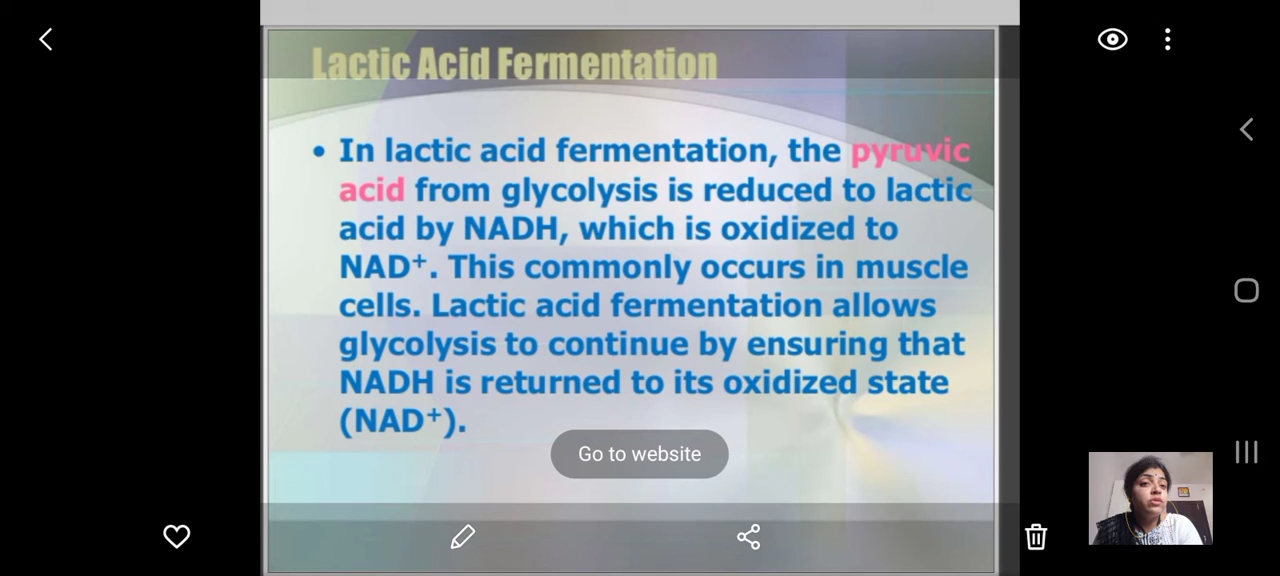 Lactic Acid Fermentation
• In lactic acid fermentation, the pyruvic
acid from glycolysis is reduced to lactic
acid by NADH, which is oxidized to
NAD⁺. This commonly occurs in muscle
cells. Lactic acid fermentation allows
glycolysis to continue by ensuring that
NADH is returned to its oxidized state
(NAD⁺).
Go to website